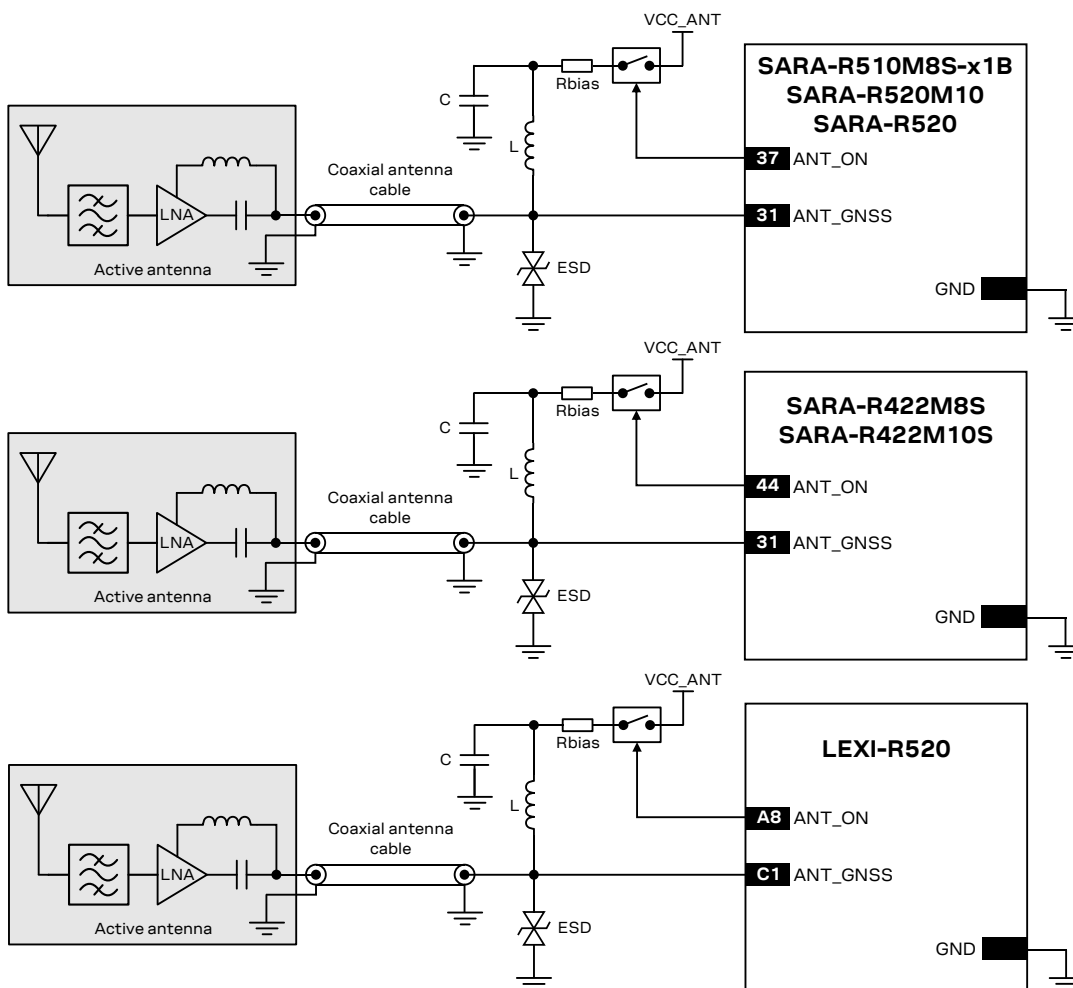 VCC_ANT
SARA-R510M8S-x1B
SARA-R520M10
SARA-R520
Rbias
C
L
37 ANT_ON
Coaxial antenna
cable
LNA
31 ANT_GNSS
Active antenna
ESD
GND
VCC_ANT
SARA-R422M8S
SARA-R422M10S
Rbias
C
L
44 ANT_ON
Coaxial antenna
cable
LNA
31 ANT_GNSS
Active antenna
ESD
GND
VCC_ANT
LEXI-R520
Rbias
C
L
A8 ANT_ON
Coaxial antenna
cable
LNA
C1 ANT_GNSS
Active antenna
ESD
GND